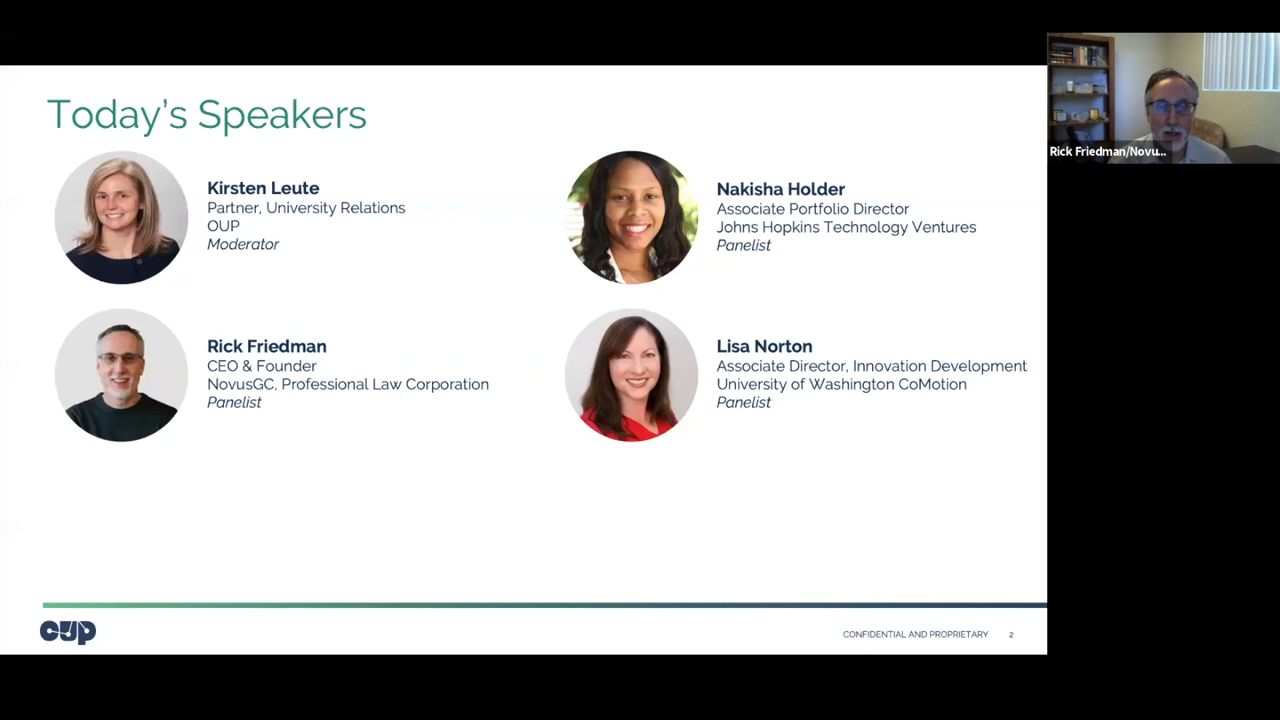 Today's Speakers
Kirsten Leute
Partner, University Relations
OUP
Moderator
Nakisha Holder
Associate Portfolio Director
Johns Hopkins Technology Ventures
Panelist
Rick Friedman
CEO & Founder
NovusGC, Professional Law Corporation
Panelist
Lisa Norton
Associate Director, Innovation Development
University of Washington CoMotion
Panelist
Rick Friedman/Novu...
OUP
CONFIDENTIAL AND PROPRIETARY 2